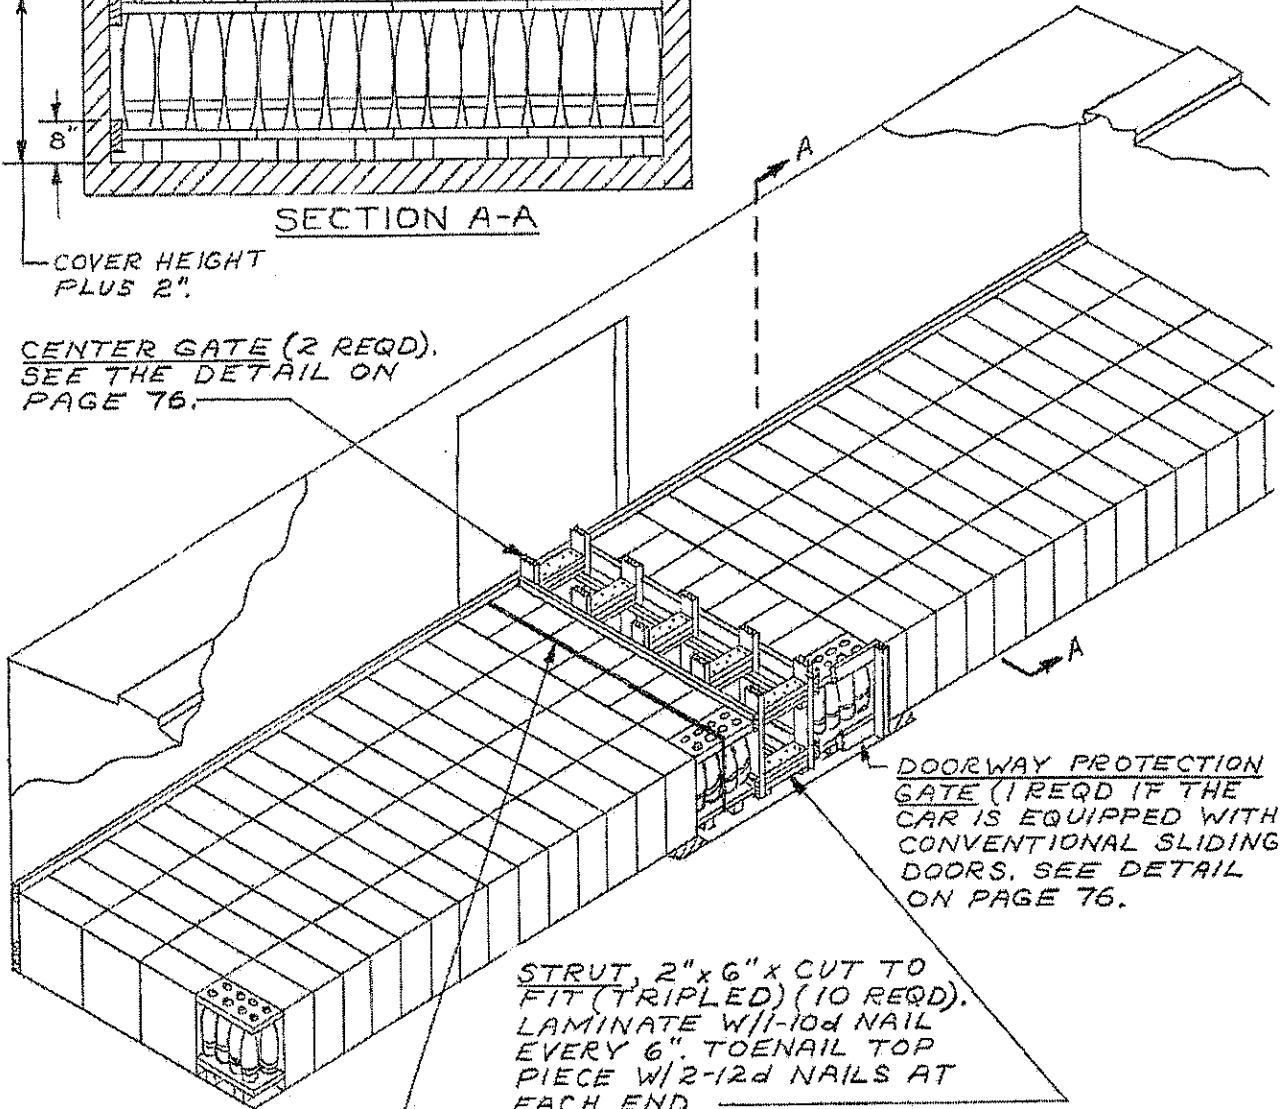 8"
SECTION A-A
COVER HEIGHT
PLUS 2".
A
CENTER GATE (2 REQD).
SEE THE DETAIL ON
PAGE 76.
A
DOORWAY PROTECTION
GATE (1 REQD IF THE
CAR IS EQUIPPED WITH
CONVENTIONAL SLIDING
DOORS. SEE DETAIL
ON PAGE 76.
STRUT, 2" x 6" x CUT TO
FIT (TRIPLED) (10 REQD).
LAMINATE W/1-10d NAIL
EVERY 6". TOENAIL TOP
PIECE W/2-12d NAILS AT
EACH END